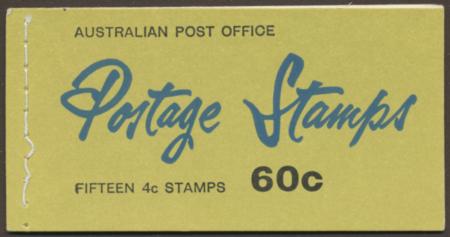 AUSTRALIAN POST OFFICE
Postage Stamps
FIFTEEN 4c STAMPS 60c